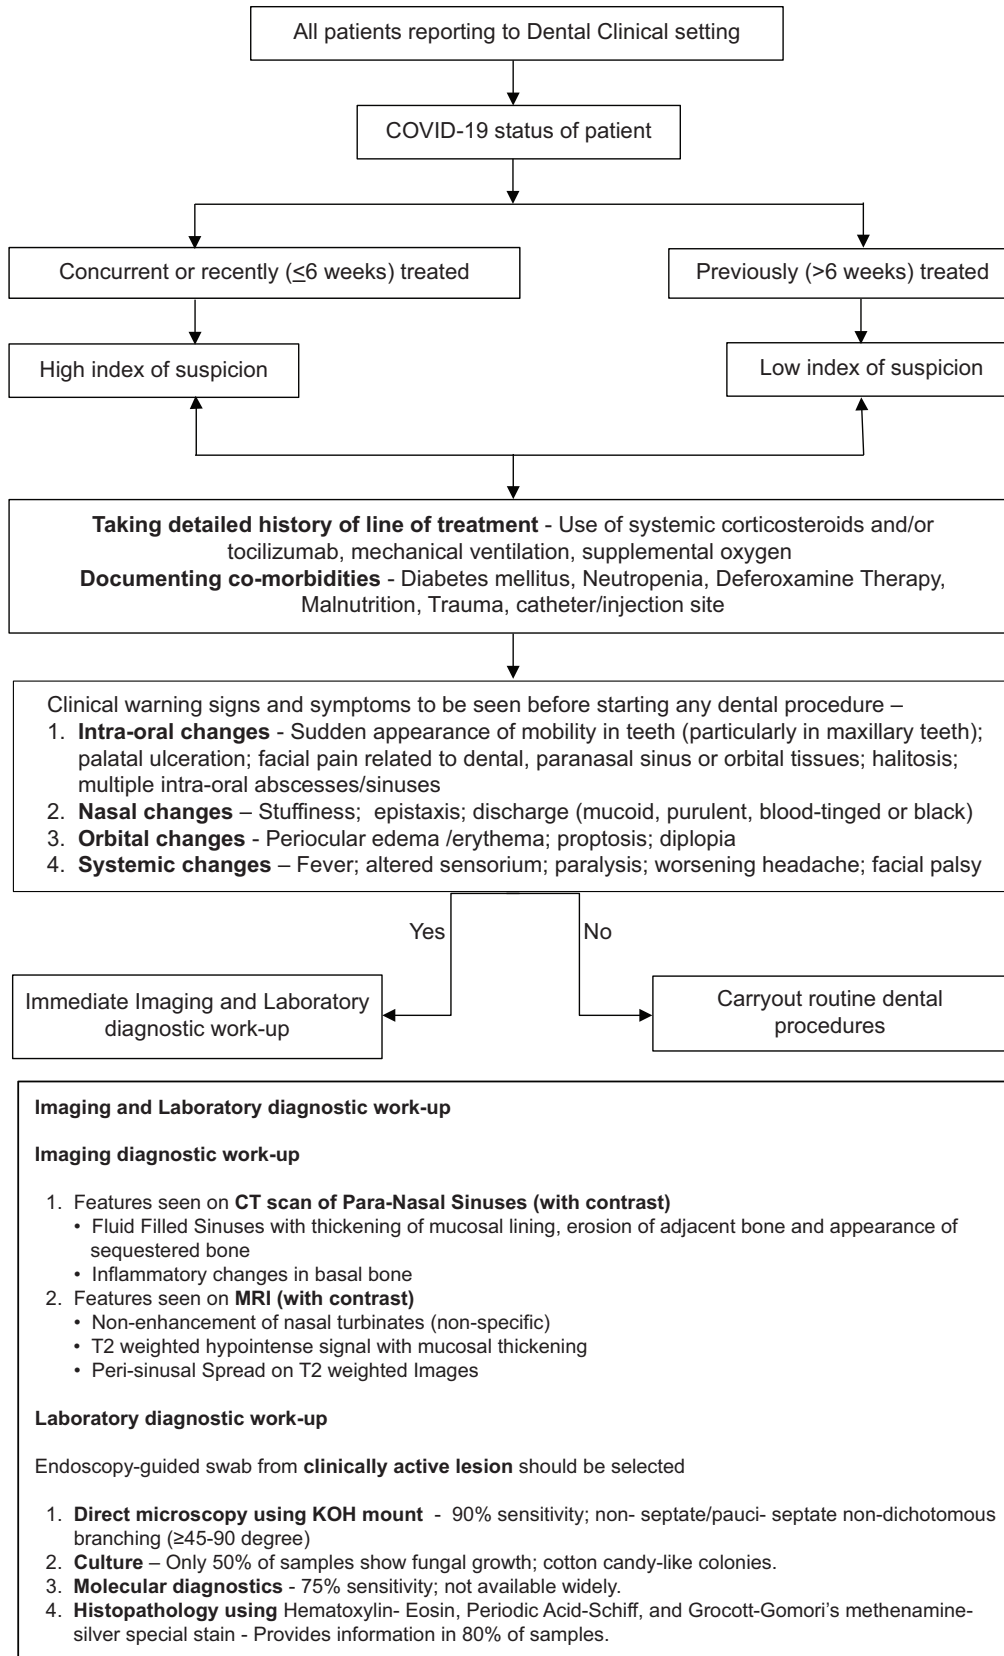 All patients reporting to Dental Clinical setting
COVID-19 status of patient
Concurrent or recently (≤6 weeks) treated
Previously (>6 weeks) treated
High index of suspicion
Low index of suspicion
Taking detailed history of line of treatment - Use of systemic corticosteroids and/or
tocilizumab, mechanical ventilation, supplemental oxygen
Documenting co-morbidities - Diabetes mellitus, Neutropenia, Deferoxamine Therapy,
Malnutrition, Trauma, catheter/injection site
Clinical warning signs and symptoms to be seen before starting any dental procedure –
1. Intra-oral changes - Sudden appearance of mobility in teeth (particularly in maxillary teeth);
palatal ulceration; facial pain related to dental, paranasal sinus or orbital tissues; halitosis;
multiple intra-oral abscesses/sinuses
2. Nasal changes – Stuffiness; epistaxis; discharge (mucoid, purulent, blood-tinged or black)
3. Orbital changes - Periocular edema /erythema; proptosis; diplopia
4. Systemic changes – Fever; altered sensorium; paralysis; worsening headache; facial palsy
Yes
No
Immediate Imaging and Laboratory
diagnostic work-up
Carryout routine dental
procedures
Imaging and Laboratory diagnostic work-up
Imaging diagnostic work-up
1. Features seen on CT scan of Para-Nasal Sinuses (with contrast)
• Fluid Filled Sinuses with thickening of mucosal lining, erosion of adjacent bone and appearance of
sequestered bone
• Inflammatory changes in basal bone
2. Features seen on MRI (with contrast)
• Non-enhancement of nasal turbinates (non-specific)
• T2 weighted hypointense signal with mucosal thickening
• Peri-sinusal Spread on T2 weighted Images
Laboratory diagnostic work-up
Endoscopy-guided swab from clinically active lesion should be selected
1. Direct microscopy using KOH mount - 90% sensitivity; non- septate/pauci- septate non-dichotomous
branching (≥45-90 degree)
2. Culture – Only 50% of samples show fungal growth; cotton candy-like colonies.
3. Molecular diagnostics - 75% sensitivity; not available widely.
4. Histopathology using Hematoxylin- Eosin, Periodic Acid-Schiff, and Grocott-Gomori's methenamine-
silver special stain - Provides information in 80% of samples.